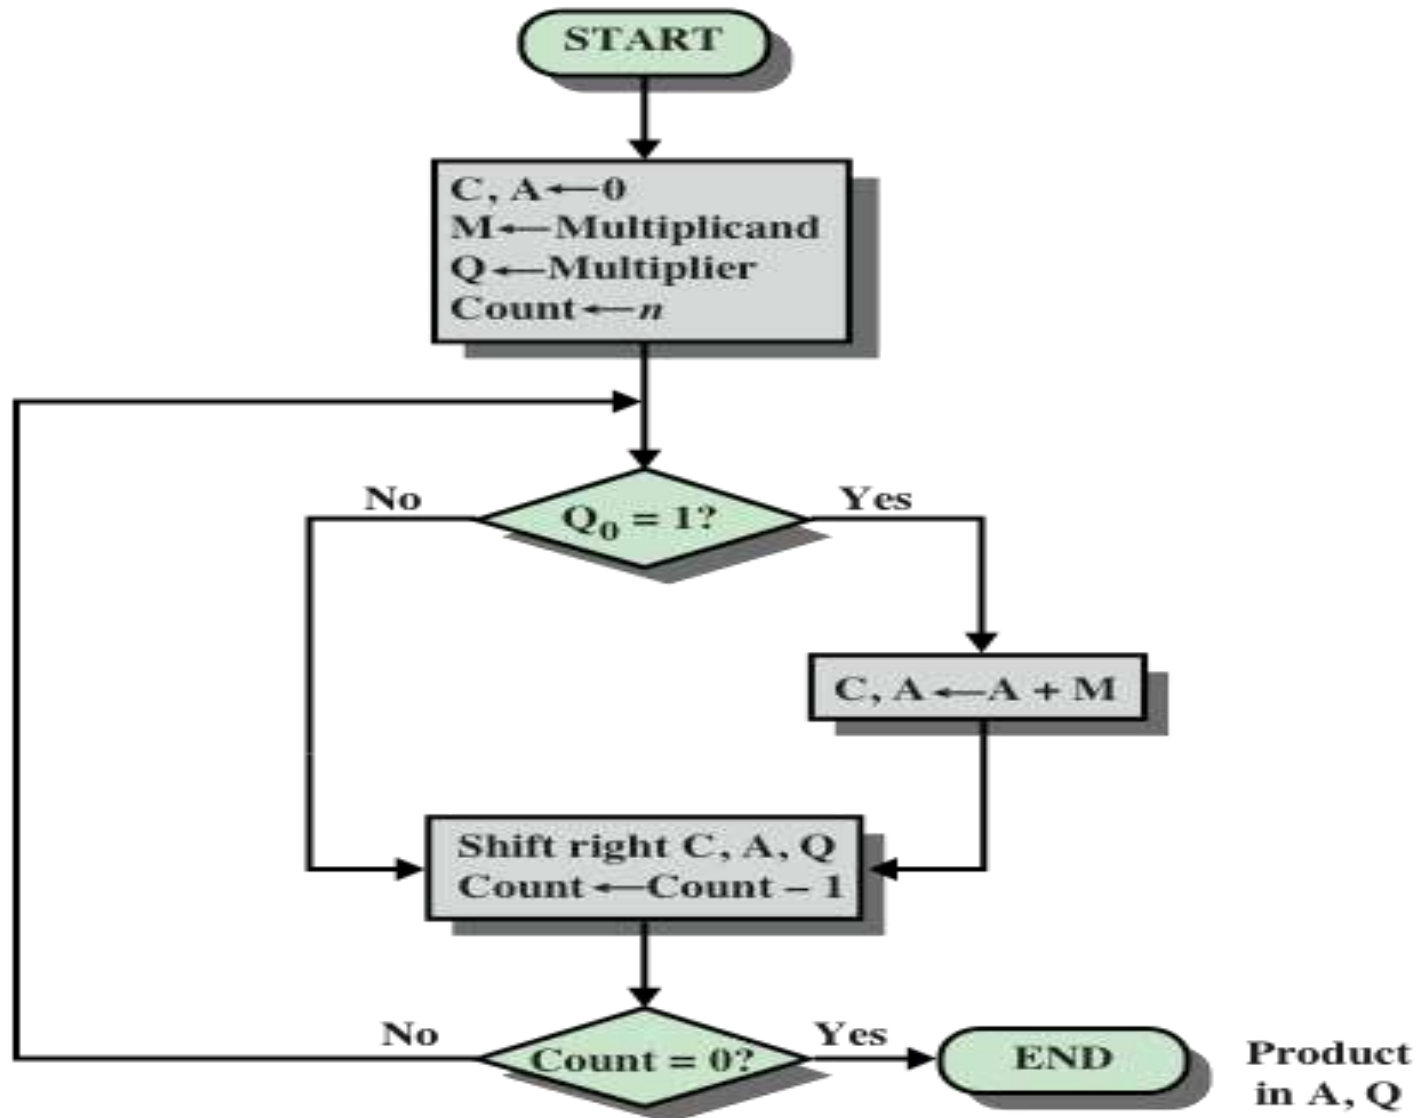 START
C, A←0
M←Multiplicand
Q←Multiplier
Count←n
No
Q₀ = 1?
Yes
C, A←A + M
Shift right C, A, Q
Count←Count – 1
No
Count = 0?
Yes
END
Product
in A, Q